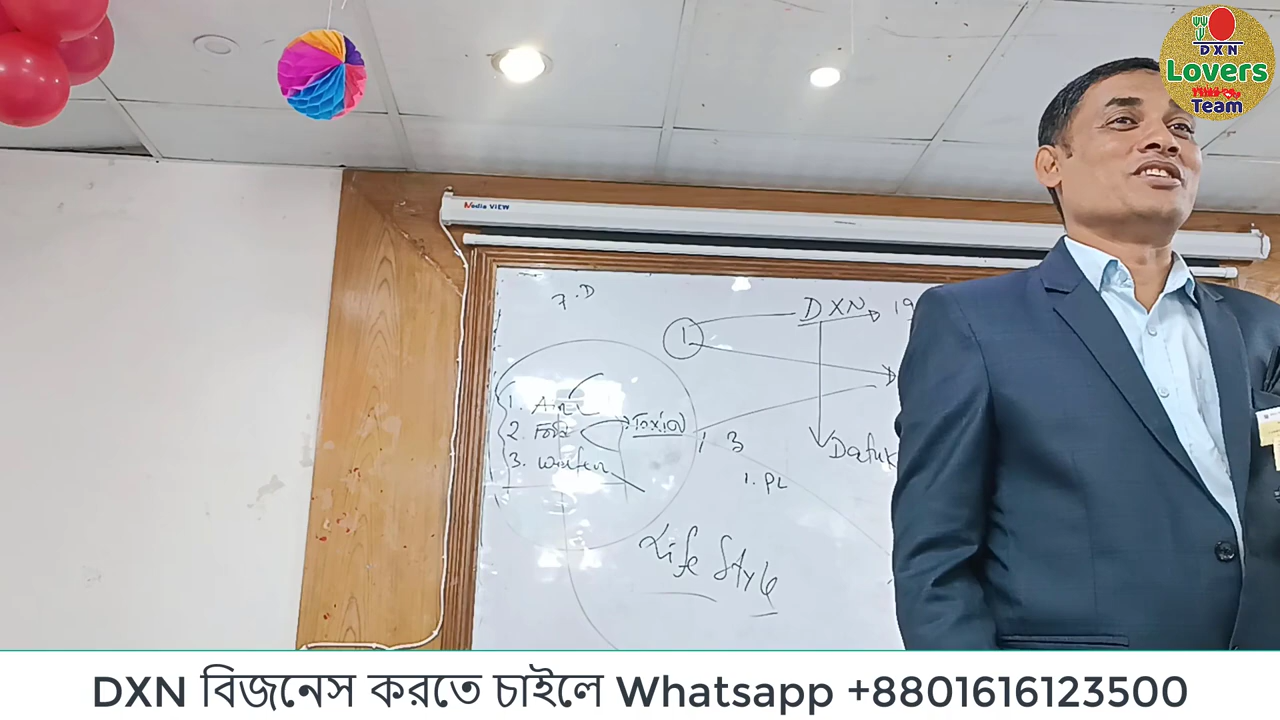 DXN
Lovers
Team
Media VIEW
7.D
1
DXN 19
1. Air
2. Food
3. Water
Toxin
1 3
1. PL
Life Style
DXN বিজনেস করতে চাইলে Whatsapp +8801616123500